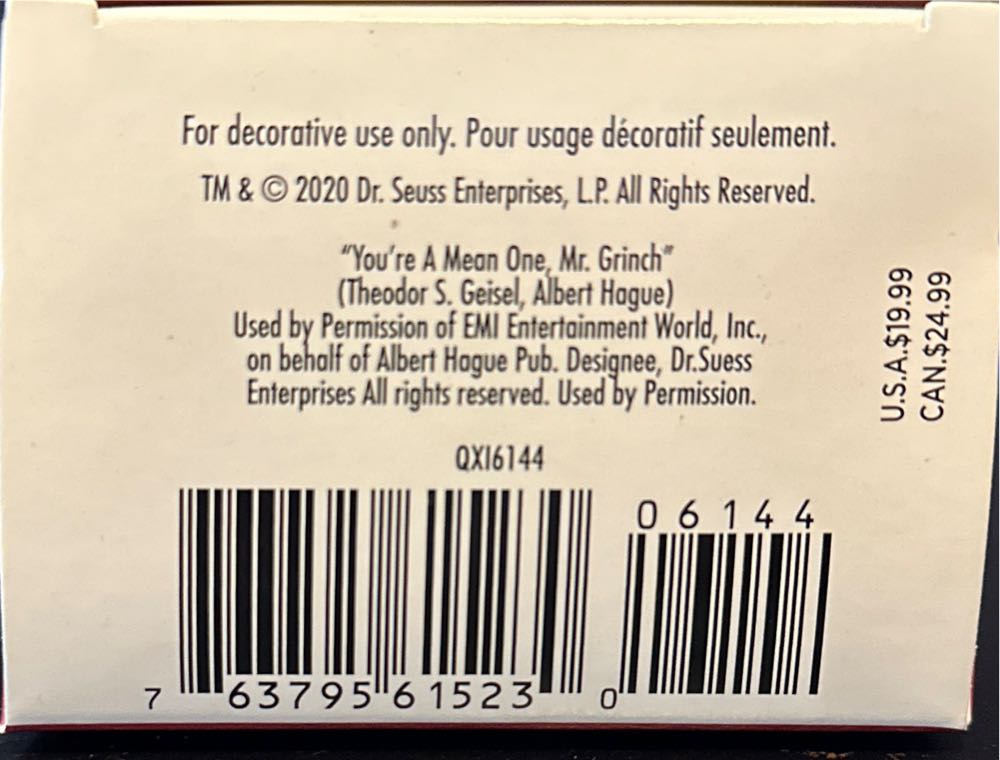 For decorative use only. Pour usage décoratif seulement.
TM & © 2020 Dr. Seuss Enterprises, L.P. All Rights Reserved.
"You're A Mean One, Mr. Grinch"
(Theodor S. Geisel, Albert Hague)
Used by Permission of EMI Entertainment World, Inc.,
on behalf of Albert Hague Pub. Designee, Dr.Suess
Enterprises All rights reserved. Used by Permission.
U.S.A.$19.99
CAN.$24.99
QXI6144
06144
7 63795 61523 0